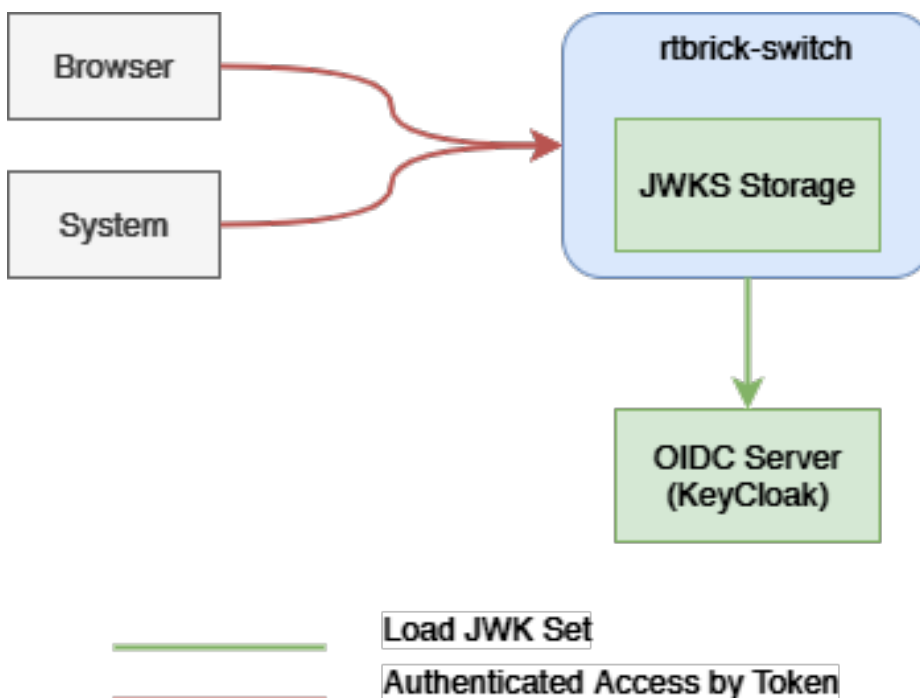 Browser
rtbrick-switch
JWKS Storage
System
OIDC Server
(KeyCloak)
Load JWK Set
Authenticated Access by Token